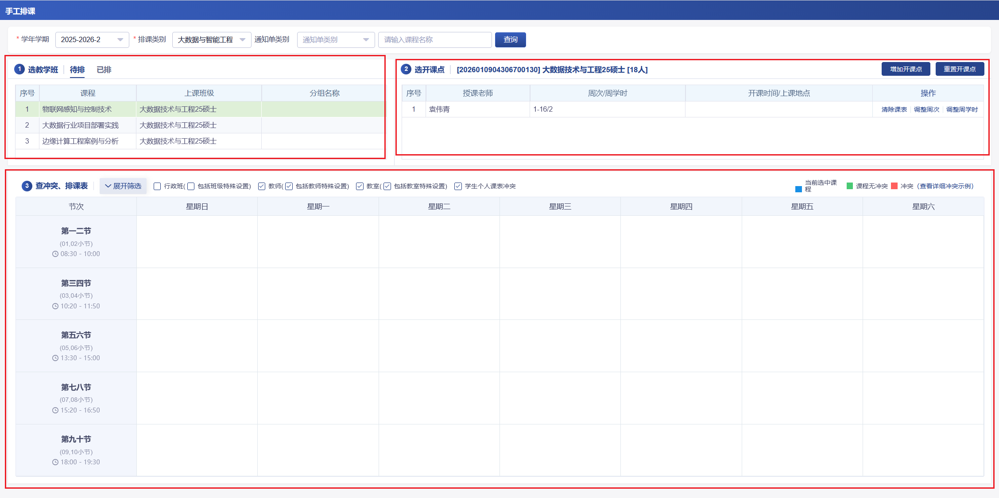 手工排课
* 学年学期 2025-2026-2 * 排课类别 大数据与智能工程 通知单类别 通知单类别 请输入课程名称 查询
1 选教学班 待排 已排
序号 课程 上课班级 分组名称
1 物联网感知与控制技术 大数据技术与工程25硕士
2 大数据行业项目部署实践 大数据技术与工程25硕士
3 边缘计算工程案例与分析 大数据技术与工程25硕士
2 选开课点 [2026010904306700130] 大数据技术与工程25硕士 [18人] 增加开课点 重置开课点
序号 授课老师 周次/周学时 开课时间/上课地点 操作
1 袁伟青 1-16/2 清除课表 调整周次 调整周学时
3 查冲突、排课表 展开筛选 行政班( 包括班级特殊设置) 教师( 包括教师特殊设置) 教室( 包括教室特殊设置) 学生个人课表冲突
当前选中课
程
课程无冲突 冲突（查看详细冲突示例）
节次 星期日 星期一 星期二 星期三 星期四 星期五 星期六
第一二节
(01,02小节)
08:30 - 10:00
第三四节
(03,04小节)
10:20 - 11:50
第五六节
(05,06小节)
13:30 - 15:00
第七八节
(07,08小节)
15:20 - 16:50
第九十节
(09,10小节)
18:00 - 19:30